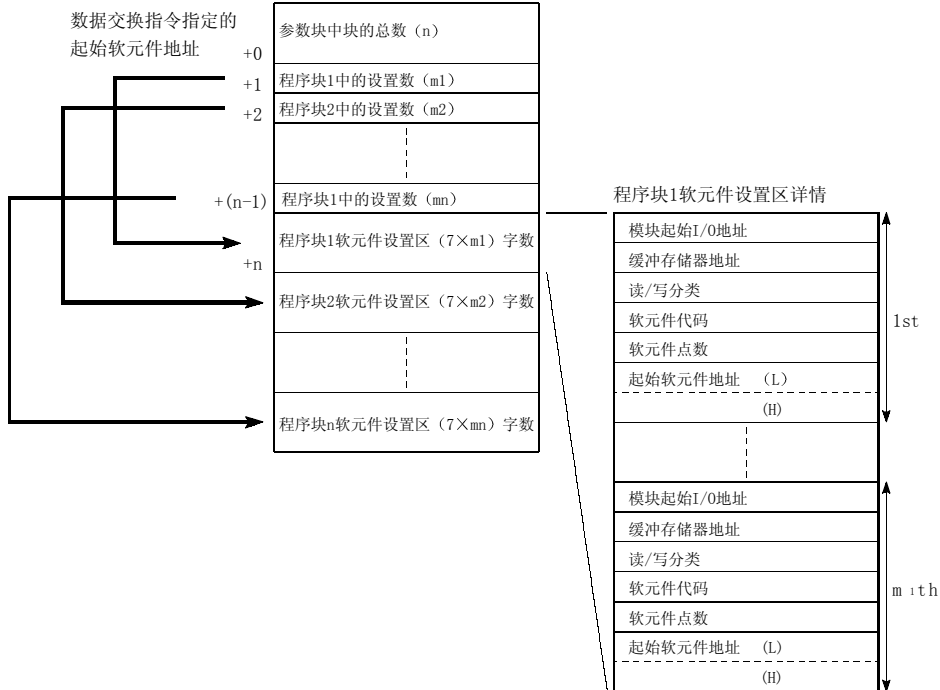 数据交换指令指定的
起始软元件地址
+0
参数块中块的总数（n）
+1
程序块1中的设置数（m1）
+2
程序块2中的设置数（m2）
+(n-1)
程序块1中的设置数（mn）
程序块1软元件设置区（7×m1）字数
+n
程序块2软元件设置区（7×m2）字数
程序块n软元件设置区（7×mn）字数
程序块1软元件设置区详情
模块起始I/O地址
缓冲存储器地址
读/写分类
软元件代码
软元件点数
起始软元件地址 （L）
(H)
1st
模块起始I/O地址
缓冲存储器地址
读/写分类
软元件代码
软元件点数
起始软元件地址 (L)
(H)
m 1th